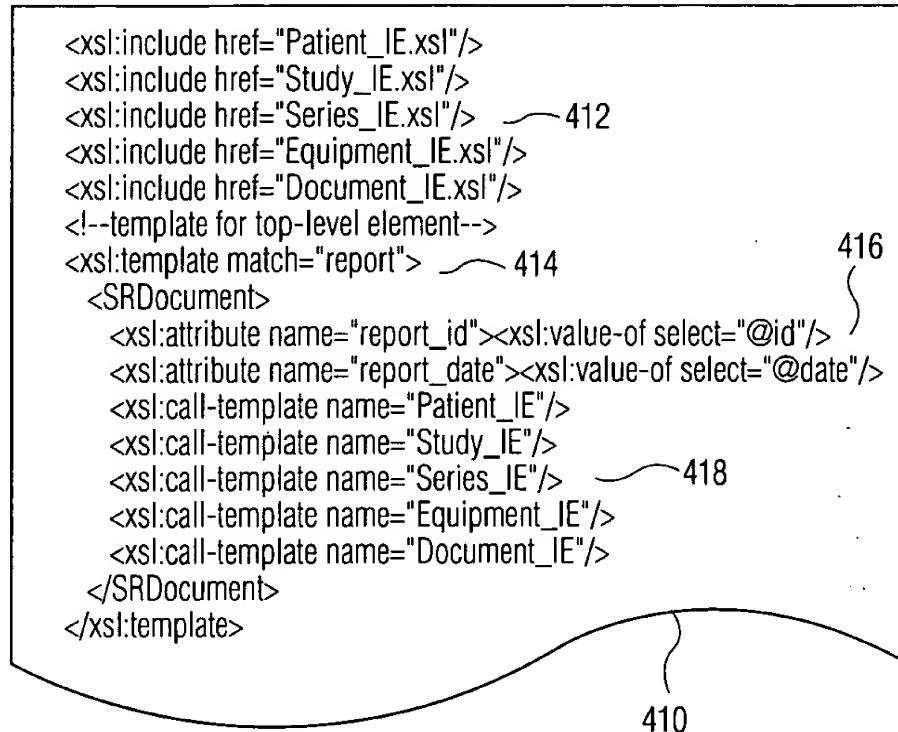 <xsl:include href="Patient_IE.xsl"/>
<xsl:include href="Study_IE.xsl"/>
<xsl:include href="Series_IE.xsl"/> 412
<xsl:include href="Equipment_IE.xsl"/>
<xsl:include href="Document_IE.xsl"/>
<!--template for top-level element-->
<xsl:template match="report"> 414
416
<SRDocument>
<xsl:attribute name="report_id"><xsl:value-of select="@id"/>
<xsl:attribute name="report_date"><xsl:value-of select="@date"/>
<xsl:call-template name="Patient_IE"/>
<xsl:call-template name="Study_IE"/>
<xsl:call-template name="Series_IE"/> 418
<xsl:call-template name="Equipment_IE"/>
<xsl:call-template name="Document_IE"/>
</SRDocument>
</xsl:template>
410